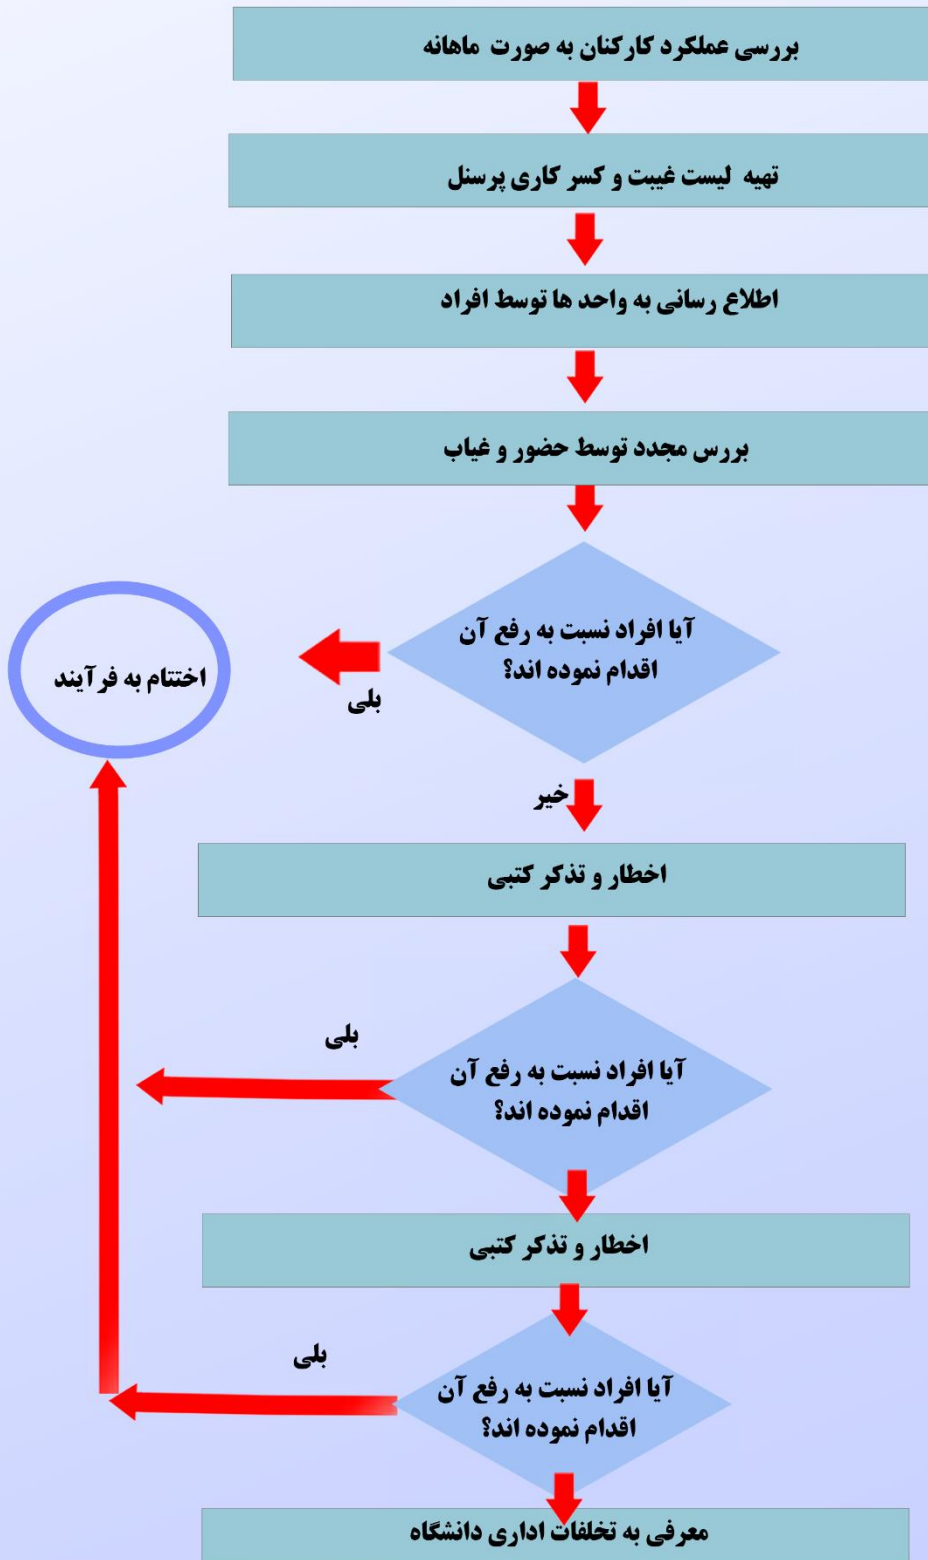 بررسی عملکرد کارکنان به صورت ماهانه
تهیه لیست غیبت و کسر کاری پرسنل
اطلاع رسانی به واحد ها توسط افراد
بررس مجدد توسط حضور و غیاب
آیا افراد نسبت به رفع آن
اقدام نموده اند؟
بلی
اختتام به فرآیند
خیر
اخطار و تذکر کتبی
آیا افراد نسبت به رفع آن
اقدام نموده اند؟
بلی
اخطار و تذکر کتبی
آیا افراد نسبت به رفع آن
اقدام نموده اند؟
بلی
معرفی به تخلفات اداری دانشگاه